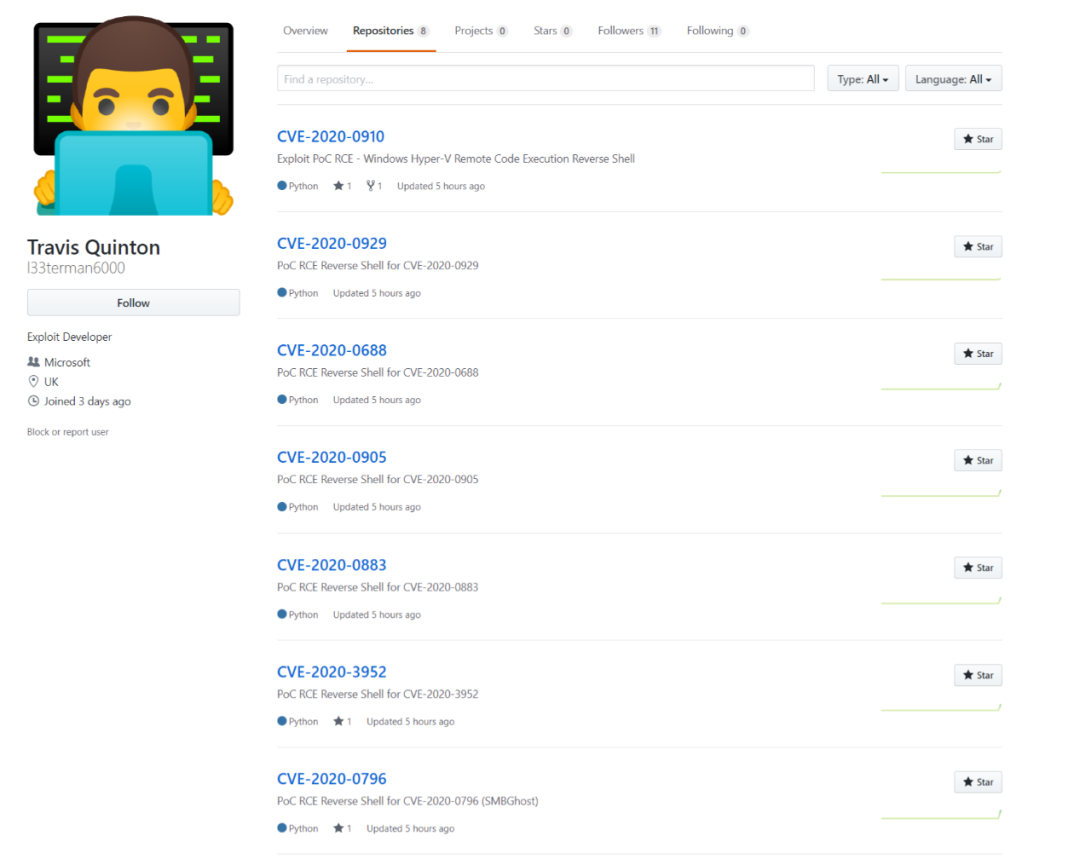 Overview Repositories 8 Projects 0 Stars 0 Followers 11 Following 0
Find a repository... Type: All Language: All
Travis Quinton
l33terman6000
Follow
Exploit Developer
Microsoft
UK
Joined 3 days ago
Block or report user
CVE-2020-0910
Star
Exploit PoC RCE - Windows Hyper-V Remote Code Execution Reverse Shell
Python 1 1 Updated 5 hours ago
CVE-2020-0929
Star
PoC RCE Reverse Shell for CVE-2020-0929
Python Updated 5 hours ago
CVE-2020-0688
Star
PoC RCE Reverse Shell for CVE-2020-0688
Python Updated 5 hours ago
CVE-2020-0905
Star
PoC RCE Reverse Shell for CVE-2020-0905
Python Updated 5 hours ago
CVE-2020-0883
Star
PoC RCE Reverse Shell for CVE-2020-0883
Python Updated 5 hours ago
CVE-2020-3952
Star
PoC RCE Reverse Shell for CVE-2020-3952
Python 1 Updated 5 hours ago
CVE-2020-0796
Star
PoC RCE Reverse Shell for CVE-2020-0796 (SMBGhost)
Python 1 Updated 5 hours ago